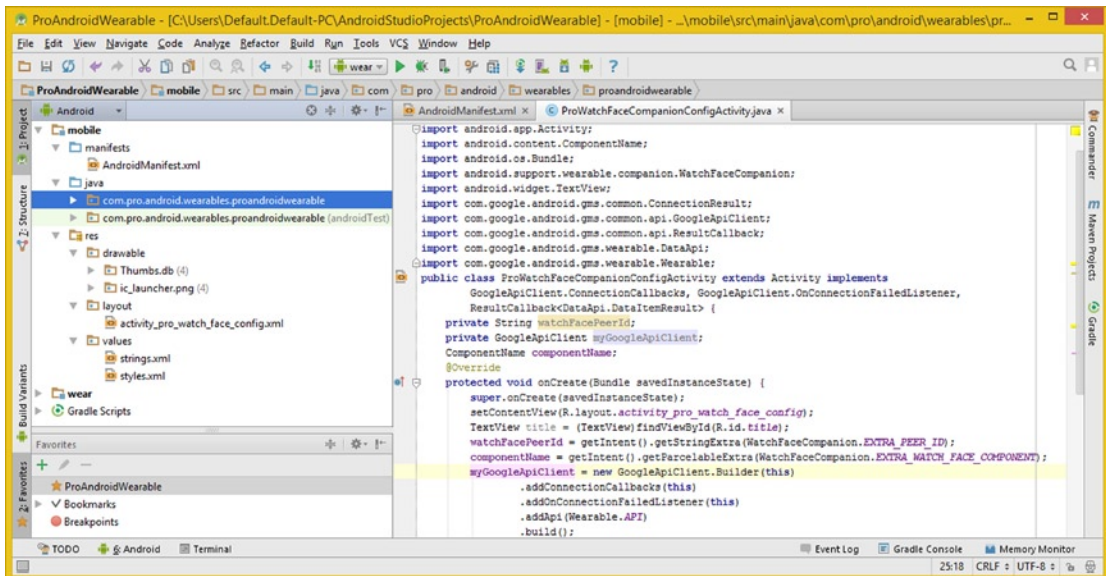 ProAndroidWearable - [C:\Users\Default.Default-PC\AndroidStudioProjects\ProAndroidWearable] - [mobile] - ...\mobile\src\main\java\com\pro\android\wearables\pr...
File Edit View Navigate Code Analyze Refactor Build Run Tools VCS Window Help
wear
ProAndroidWearable mobile src main java com pro android wearables proandroidwearable
1: Project
2: Structure
Build Variants
2: Favorites
Android
mobile
manifests
AndroidManifest.xml
java
com.pro.android.wearables.proandroidwearable
com.pro.android.wearables.proandroidwearable (androidTest)
res
drawable
Thumbs.db (4)
ic_launcher.png (4)
layout
activity_pro_watch_face_config.xml
values
strings.xml
styles.xml
wear
Gradle Scripts
Favorites
ProAndroidWearable
Bookmarks
Breakpoints
AndroidManifest.xml ProWatchFaceCompanionConfigActivity.java
import android.app.Activity;
import android.content.ComponentName;
import android.os.Bundle;
import android.support.wearable.companion.WatchFaceCompanion;
import android.widget.TextView;
import com.google.android.gms.common.ConnectionResult;
import com.google.android.gms.common.api.GoogleApiClient;
import com.google.android.gms.common.api.ResultCallback;
import com.google.android.gms.wearable.DataApi;
import com.google.android.gms.wearable.Wearable;
public class ProWatchFaceCompanionConfigActivity extends Activity implements
GoogleApiClient.ConnectionCallbacks, GoogleApiClient.OnConnectionFailedListener,
ResultCallback<DataApi.DataItemResult> {
private String watchFacePeerId;
private GoogleApiClient myGoogleApiClient;
ComponentName componentName;
@Override
protected void onCreate(Bundle savedInstanceState) {
super.onCreate(savedInstanceState);
setContentView(R.layout.activity_pro_watch_face_config);
TextView title = (TextView)findViewById(R.id.title);
watchFacePeerId = getIntent().getStringExtra(WatchFaceCompanion.EXTRA_PEER_ID);
componentName = getIntent().getParcelableExtra(WatchFaceCompanion.EXTRA_WATCH_FACE_COMPONENT);
myGoogleApiClient = new GoogleApiClient.Builder(this)
.addConnectionCallbacks(this)
.addOnConnectionFailedListener(this)
.addApi(Wearable.API)
.build();
Commander
Maven Projects
Gradle
TODO 6: Android Terminal Event Log Gradle Console Memory Monitor
25:18 CRLF UTF-8